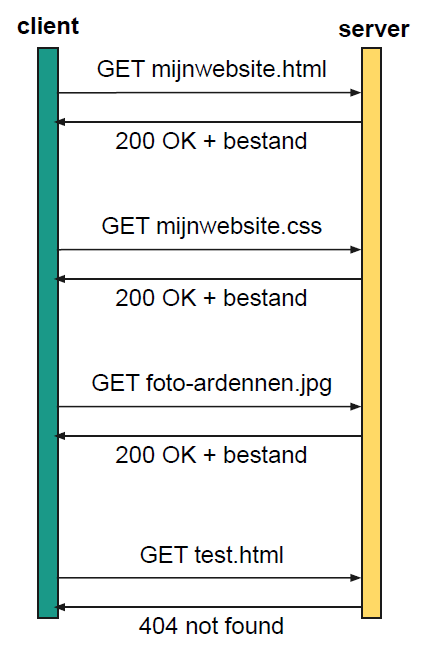 client
server
GET mijnwebsite.html
200 OK + bestand
GET mijnwebsite.css
200 OK + bestand
GET foto-ardennen.jpg
200 OK + bestand
GET test.html
404 not found